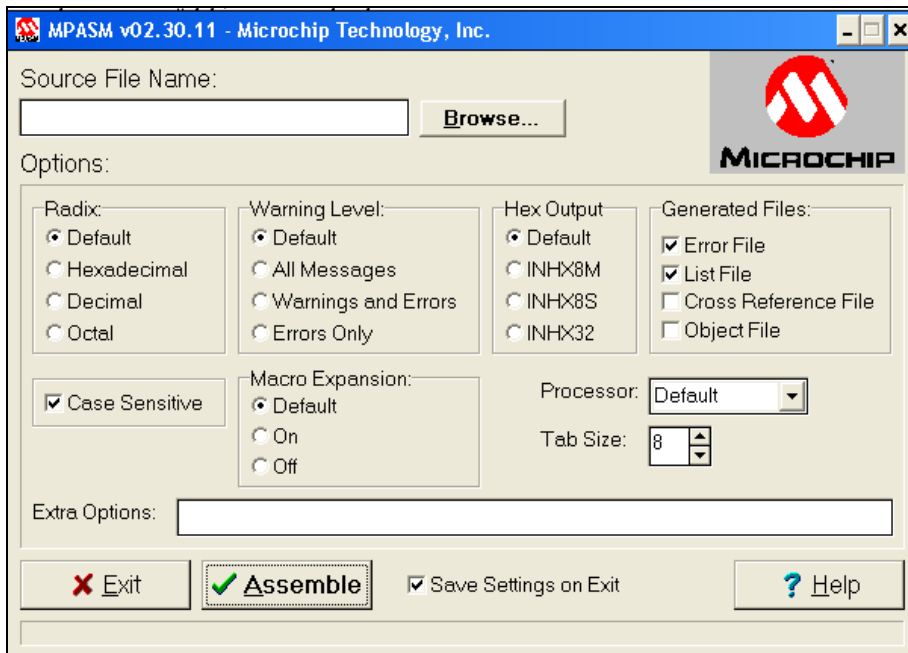 MPASM v02.30.11 - Microchip Technology, Inc.
Source File Name:
Browse...
MICROCHIP
Options:
Radix:
Default
Hexadecimal
Decimal
Octal
Warning Level:
Default
All Messages
Warnings and Errors
Errors Only
Hex Output
Default
INHX8M
INHX8S
INHX32
Generated Files:
Error File
List File
Cross Reference File
Object File
Case Sensitive
Macro Expansion:
Default
On
Off
Processor: Default
Tab Size: 8
Extra Options:
Exit
Assemble
Save Settings on Exit
? Help